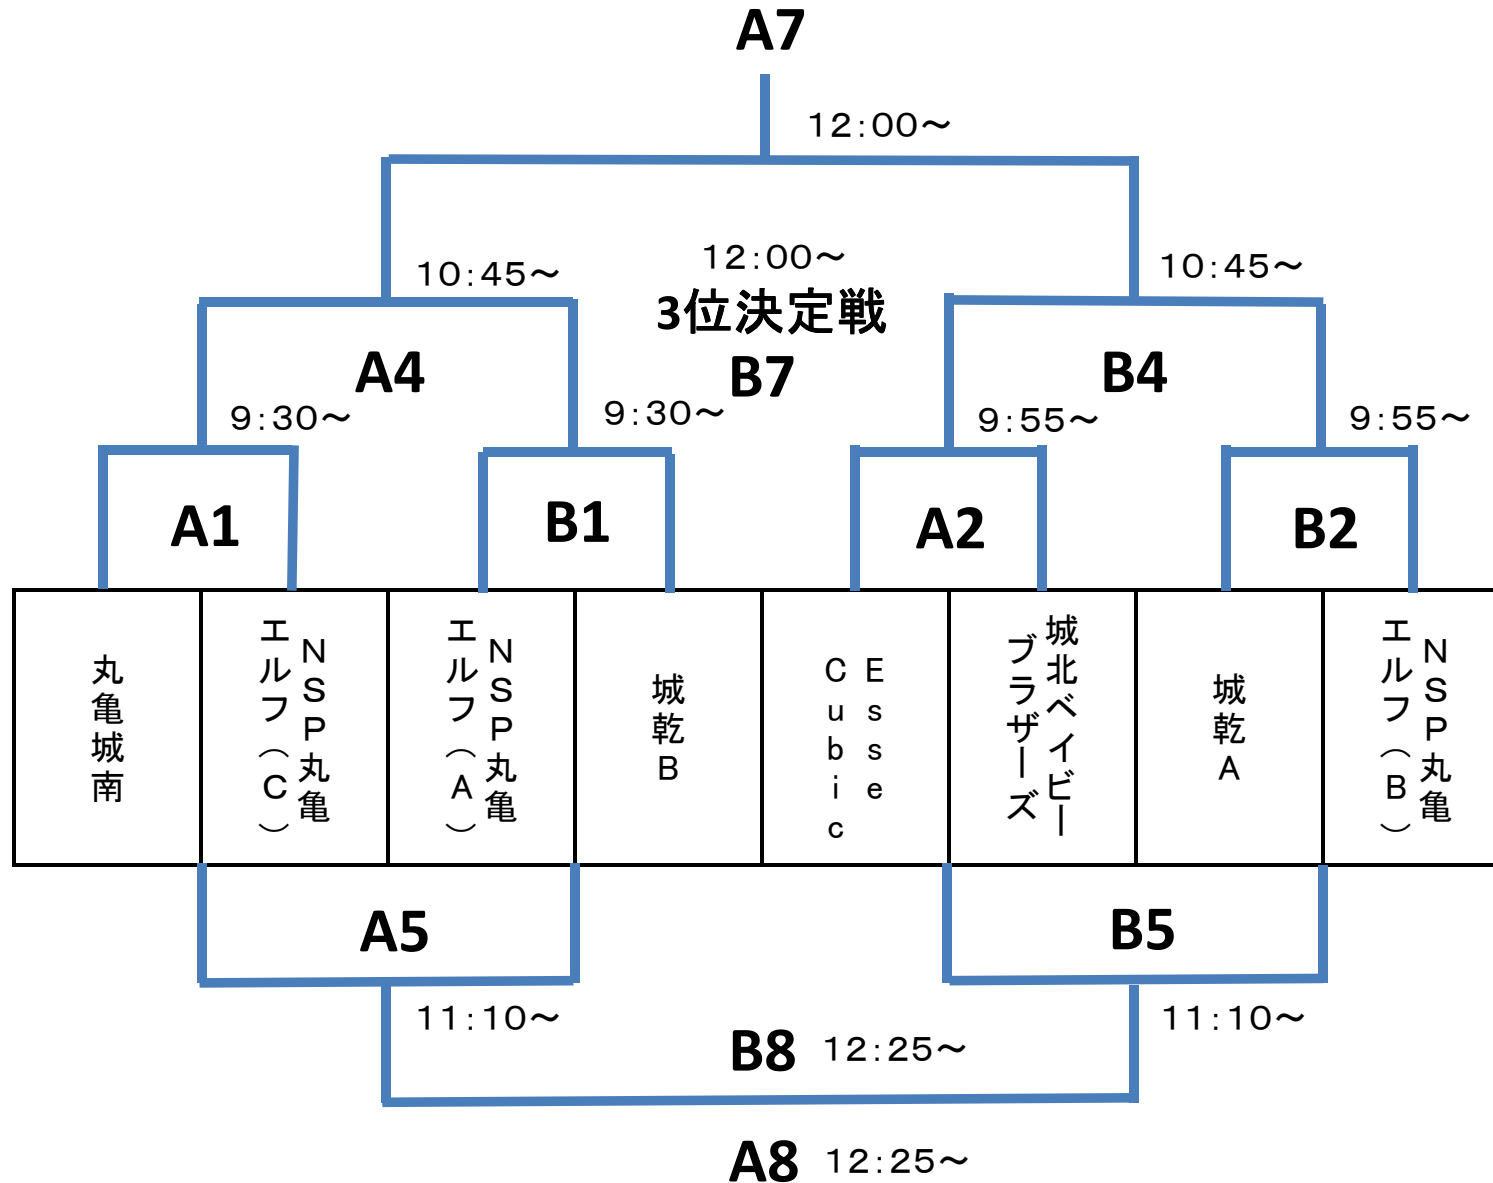 A7
１２：００～
１０：４５～
１２：００～
１０：４５～
3位決定戦
A4
B7
B4
９：３０～
９：３０～
９：５５～
９：５５～
A1
B1
A2
B2
丸亀城南
ＮＳＰ丸亀
エルフ（Ｃ）
ＮＳＰ丸亀
エルフ（Ａ）
城乾Ｂ
Ｅｓｓｅ
Ｃｕｂｉｃ
城北ベイビー
ブラザーズ
城乾Ａ
ＮＳＰ丸亀
エルフ（Ｂ）
A5
B5
１１：１０～
１１：１０～
B8 １２：２５～
A8 １２：２５～